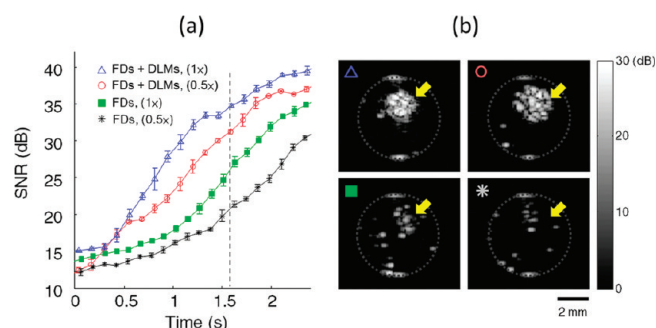 (a)
(b)
SNR (dB)
40
35
30
25
20
15
10
FDs + DLMs, (1x)
FDs + DLMs, (0.5x)
FDs, (1x)
FDs, (0.5x)
0
0.5
1
1.5
2
Time (s)
30 (dB)
20
10
0
2 mm